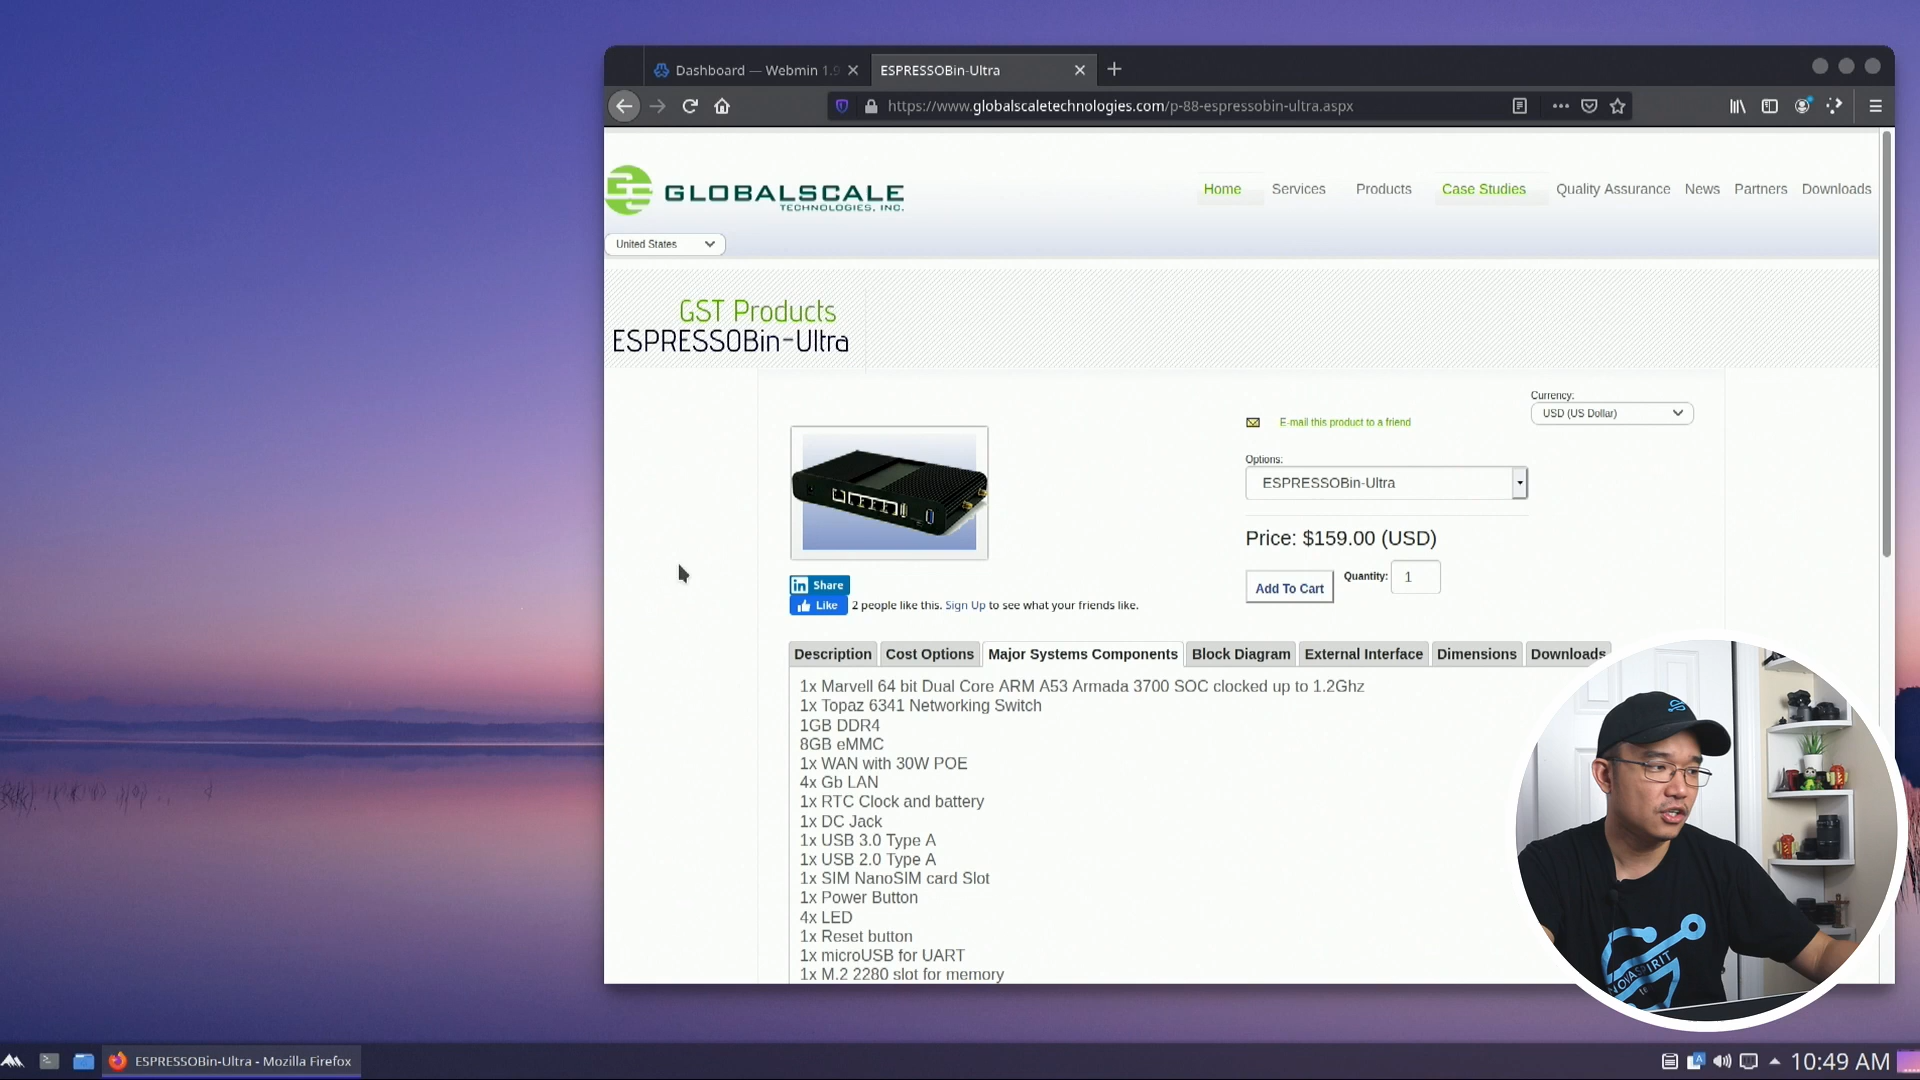 Dashboard — Webmin 1.9
ESPRESSOBin-Ultra
https://www.globalscaletechnologies.com/p-88-espressobin-ultra.aspx
GLOBALSCALE
TECHNOLOGIES, INC.
Home Services Products Case Studies Quality Assurance News Partners Downloads
United States
GST Products
ESPRESSOBin-Ultra
Currency:
USD (US Dollar)
E-mail this product to a friend
Options:
ESPRESSOBin-Ultra
Price: $159.00 (USD)
Add To Cart Quantity: 1
in Share
Like 2 people like this. Sign Up to see what your friends like.
Description Cost Options Major Systems Components Block Diagram External Interface Dimensions Downloads
1x Marvell 64 bit Dual Core ARM A53 Armada 3700 SOC clocked up to 1.2Ghz
1x Topaz 6341 Networking Switch
1GB DDR4
8GB eMMC
1x WAN with 30W POE
4x Gb LAN
1x RTC Clock and battery
1x DC Jack
1x USB 3.0 Type A
1x USB 2.0 Type A
1x SIM NanoSIM card Slot
1x Power Button
4x LED
1x Reset button
1x microUSB for UART
1x M.2 2280 slot for memory
NOVASPIRIT
te
ESPRESSOBin-Ultra - Mozilla Firefox
A
10:49 AM